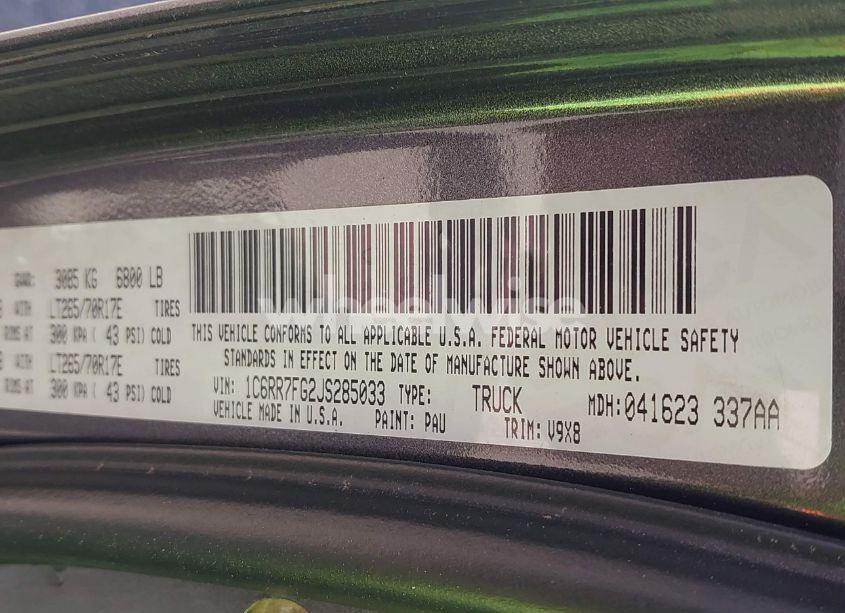 GVWR: 3085 KG 6800 LB
WITH LT265/70R17E TIRES
RIMS AT 300 KPA ( 43 PSI) COLD
WITH LT265/70R17E TIRES
RIMS AT 300 KPA ( 43 PSI) COLD
wheelwise
THIS VEHICLE CONFORMS TO ALL APPLICABLE U.S.A. FEDERAL MOTOR VEHICLE SAFETY
STANDARDS IN EFFECT ON THE DATE OF MANUFACTURE SHOWN ABOVE.
VIN: 1C6RR7FG2JS285033 TYPE: TRUCK MDH:041623 337AA
VEHICLE MADE IN U.S.A. PAINT: PAU TRIM: V9X8